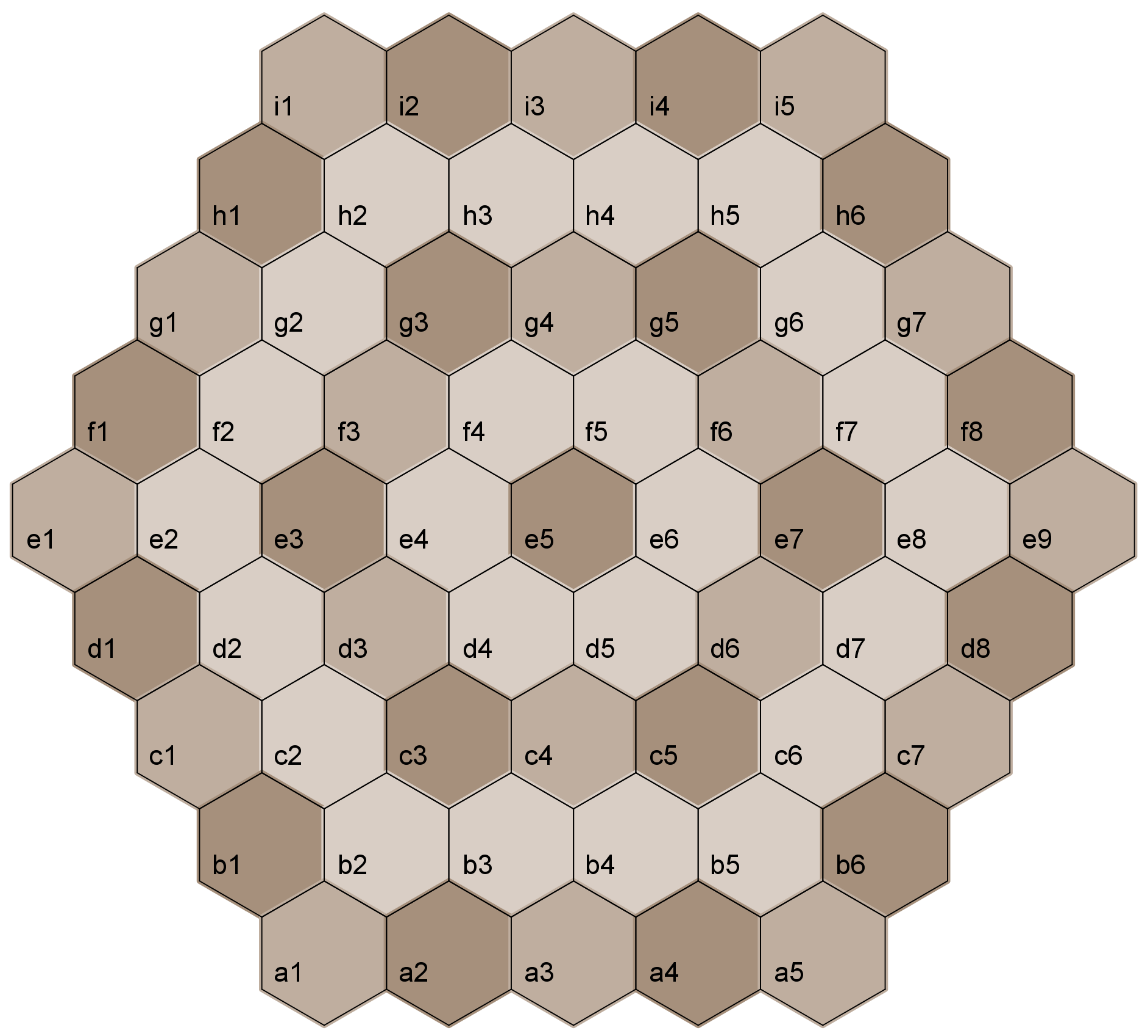 i1 i2 i3 i4 i5
h1 h2 h3 h4 h5 h6
g1 g2 g3 g4 g5 g6 g7
f1 f2 f3 f4 f5 f6 f7 f8
e1 e2 e3 e4 e5 e6 e7 e8 e9
d1 d2 d3 d4 d5 d6 d7 d8
c1 c2 c3 c4 c5 c6 c7
b1 b2 b3 b4 b5 b6
a1 a2 a3 a4 a5